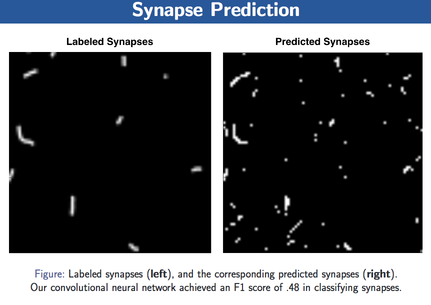 Synapse Prediction
Labeled Synapses
Predicted Synapses
Figure: Labeled synapses (left), and the corresponding predicted synapses (right).
Our convolutional neural network achieved an F1 score of .48 in classifying synapses.